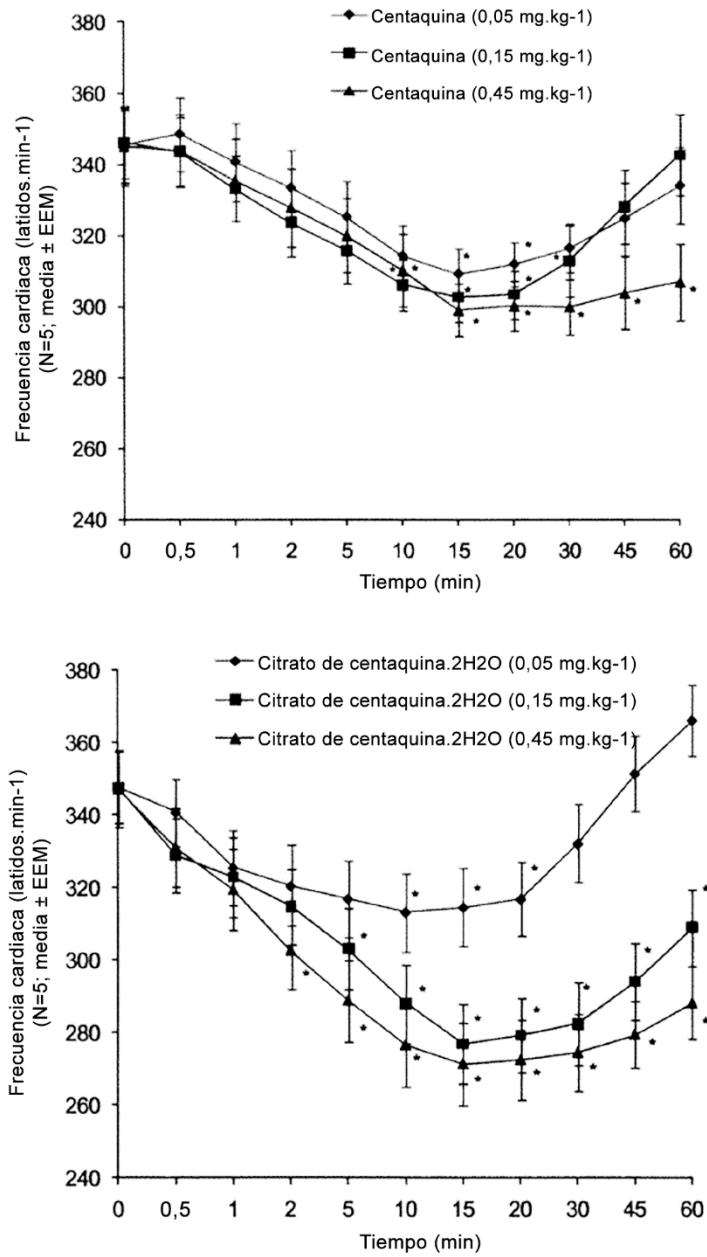 Centaquina (0,05 mg.kg-1)
Centaquina (0,15 mg.kg-1)
Centaquina (0,45 mg.kg-1)
Frecuencia cardiaca (latidos.min-1)
(N=5; media ± EEM)
380
360
340
320
300
280
260
240
0 0,5 1 2 5 10 15 20 30 45 60
Tiempo (min)
Citrato de centaquina.2H2O (0,05 mg.kg-1)
Citrato de centaquina.2H2O (0,15 mg.kg-1)
Citrato de centaquina.2H2O (0,45 mg.kg-1)
Frecuencia cardiaca (latidos.min-1)
(N=5; media ± EEM)
380
360
340
320
300
280
260
240
0 0,5 1 2 5 10 15 20 30 45 60
Tiempo (min)